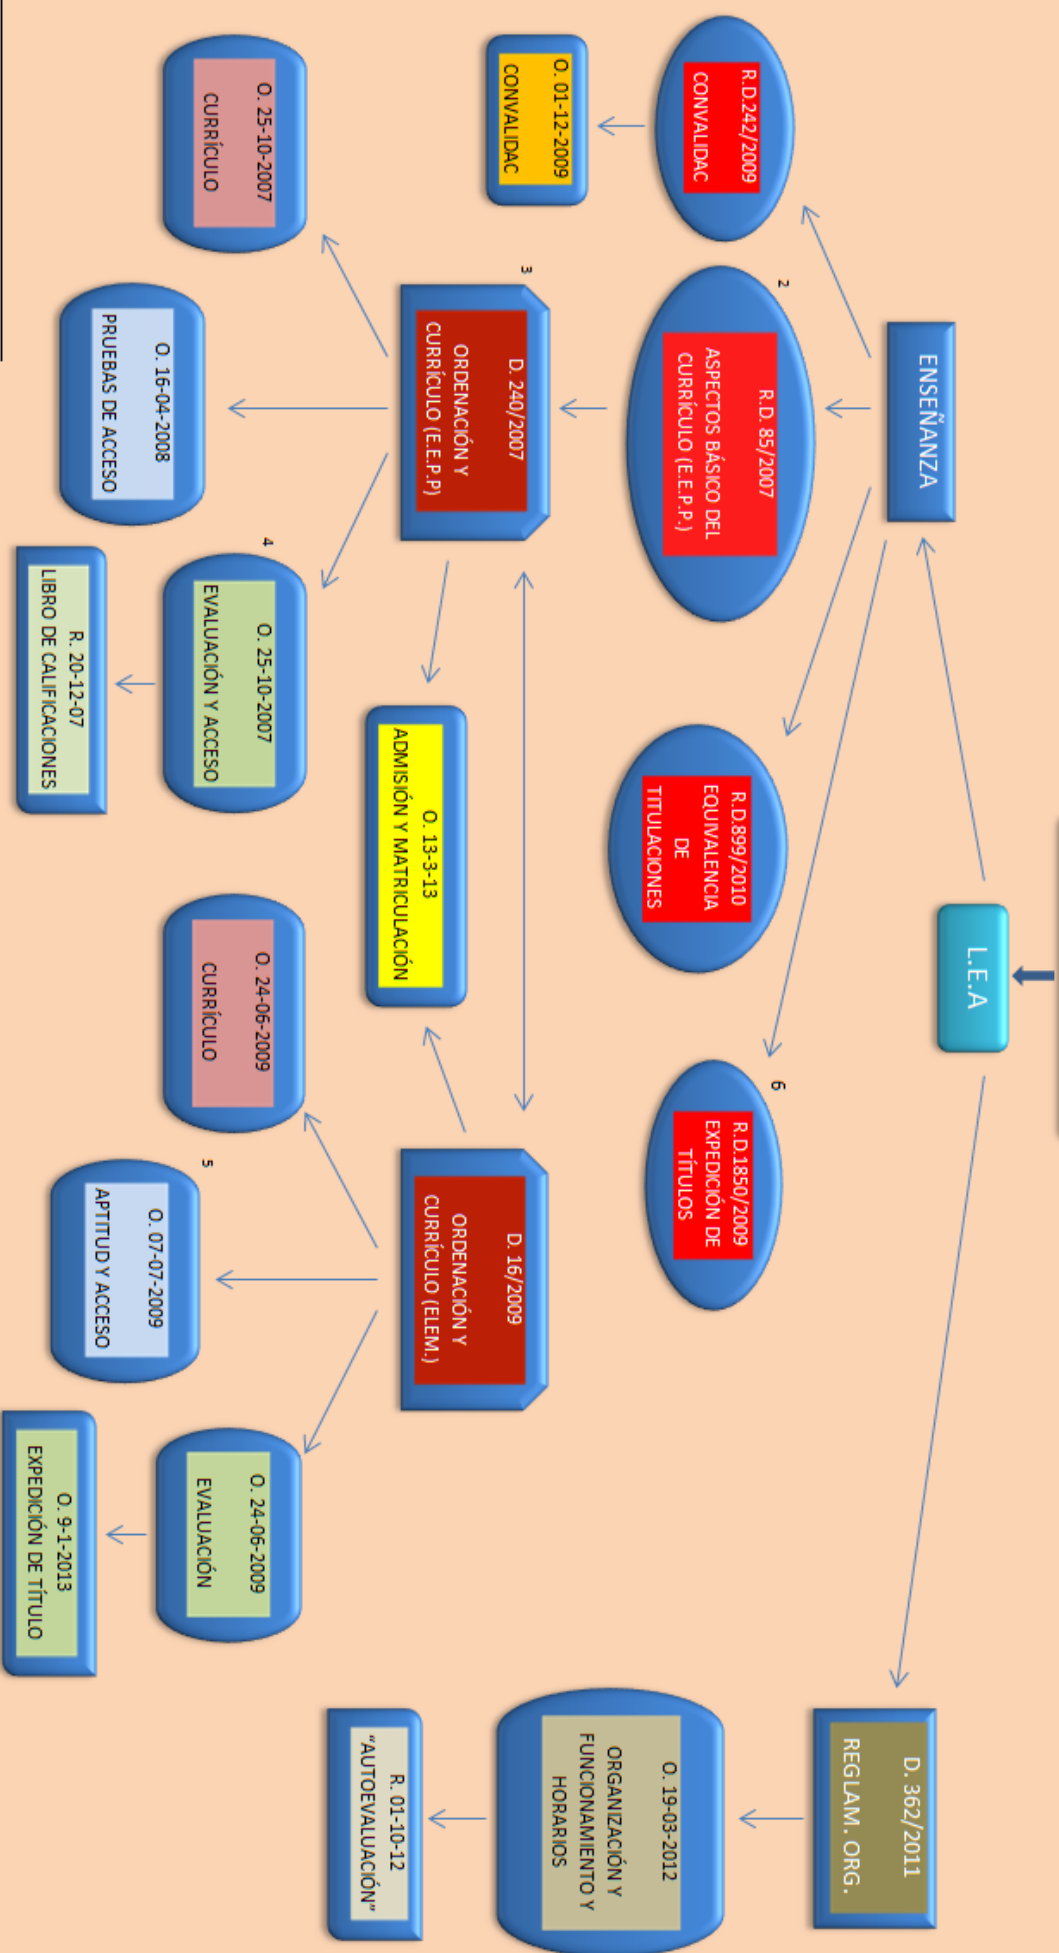 L.E.A
ENSEÑANZA
D. 362/2011
REGLAM. ORG.
R.D.242/2009
CONVALIDAC
2
R.D. 85/2007
ASPECTOS BÁSICO DEL
CURRÍCULO (E.E.P.P.)
R.D.899/2010
EQUIVALENCIA
DE
TITULACIONES
6
R.D.1850/2009
EXPEDICIÓN DE
TÍTULOS
O. 19-03-2012
ORGANIZACIÓN Y
FUNCIONAMIENTO Y
HORARIOS
O. 01-12-2009
CONVALIDAC
3
D. 240/2007
ORDENACIÓN Y
CURRÍCULO (E.E.P.P)
O. 13-3-13
ADMISIÓN Y MATRICULACIÓN
D. 16/2009
ORDENACIÓN Y
CURRÍCULO (ELEM.)
R. 01-10-12
"AUTOEVALUACIÓN"
O. 25-10-2007
CURRÍCULO
O. 16-04-2008
PRUEBAS DE ACCESO
4
O. 25-10-2007
EVALUACIÓN Y ACCESO
O. 24-06-2009
CURRÍCULO
5
O. 07-07-2009
APTITUD Y ACCESO
O. 24-06-2009
EVALUACIÓN
R. 20-12-07
LIBRO DE CALIFICACIONES
O. 9-1-2013
EXPEDICIÓN DE TÍTULO